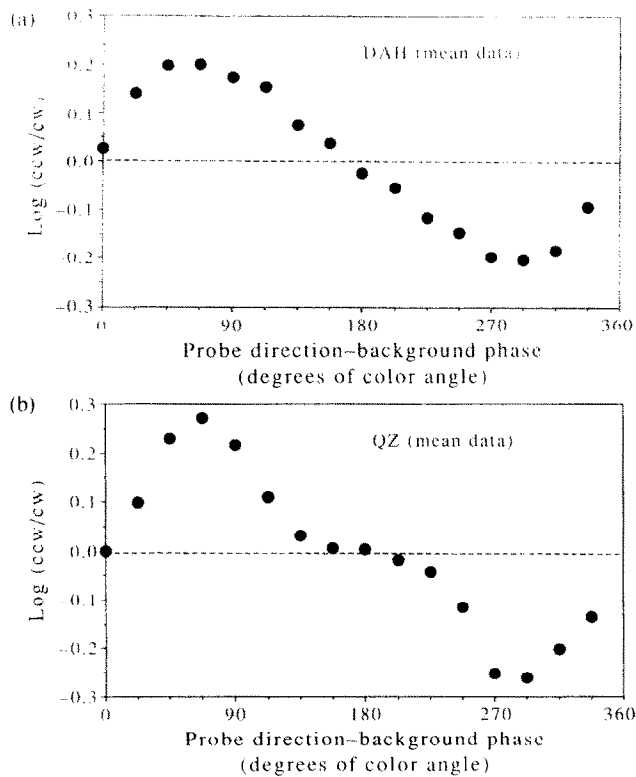 (a)
0.3
0.2
0.1
0.0
−0.1
−0.2
−0.3
Log (ccw/cw)
DAH (mean data)
0 90 180 270 360
Probe direction–background phase
(degrees of color angle)
(b)
0.3
0.2
0.1
0.0
−0.1
−0.2
−0.3
Log (ccw/cw)
QZ (mean data)
0 90 180 270 360
Probe direction–background phase
(degrees of color angle)